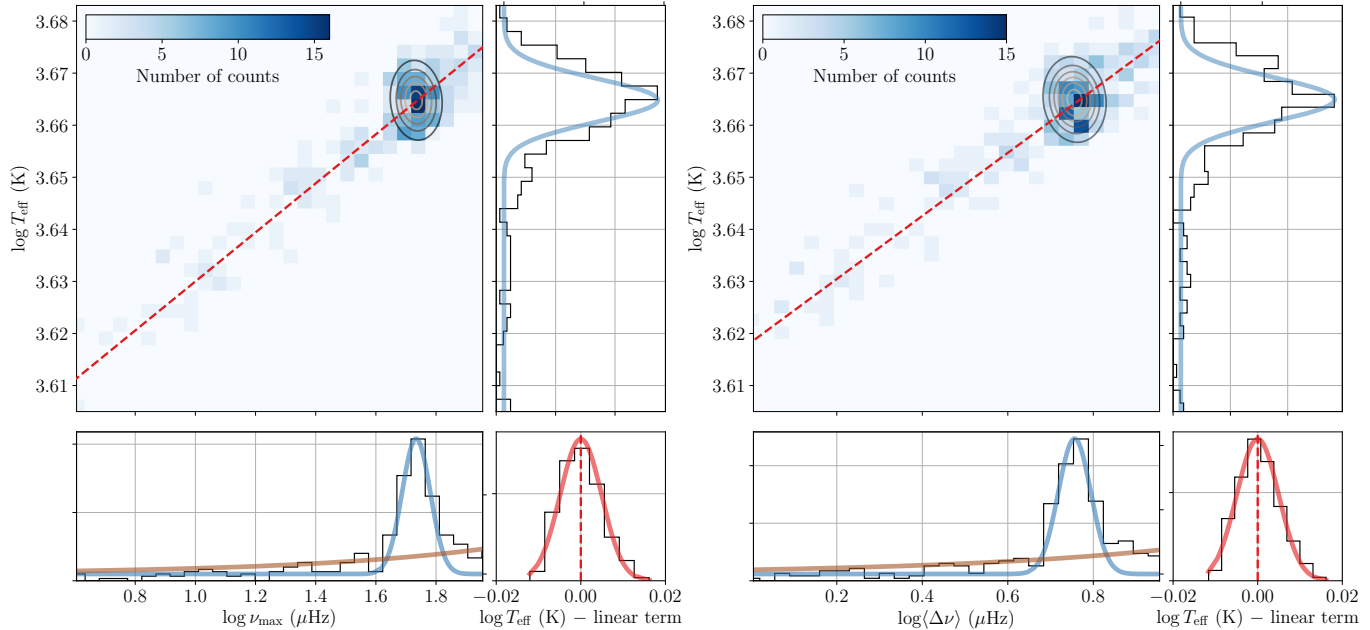 0 5 10 15
Number of counts
3.68
3.67
3.66
3.65
3.64
3.63
3.62
3.61
log T_eff (K)
0.8 1.0 1.2 1.4 1.6 1.8
log ν_max (μHz)
−0.02 0.00 0.02
log T_eff (K) − linear term
0 5 10 15
Number of counts
3.68
3.67
3.66
3.65
3.64
3.63
3.62
3.61
log T_eff (K)
0.2 0.4 0.6 0.8
log⟨Δν⟩ (μHz)
−0.02 0.00 0.02
log T_eff (K) − linear term